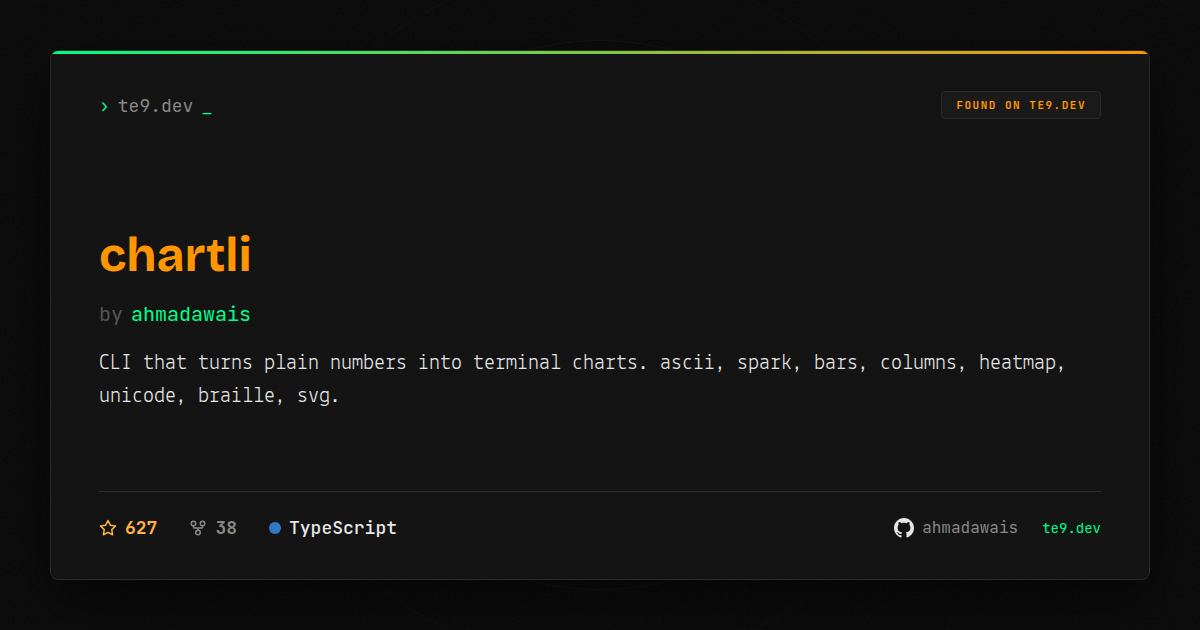 › te9.dev _
FOUND ON TE9.DEV
chartli
by ahmadawais
CLI that turns plain numbers into terminal charts. ascii, spark, bars, columns, heatmap,
unicode, braille, svg.
627 38 TypeScript
ahmadawais te9.dev